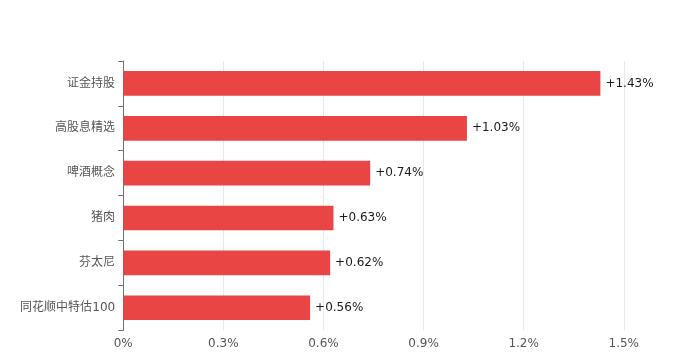 证金持股 +1.43%
高股息精选 +1.03%
啤酒概念 +0.74%
猪肉 +0.63%
芬太尼 +0.62%
同花顺中特估100 +0.56%
0% 0.3% 0.6% 0.9% 1.2% 1.5%